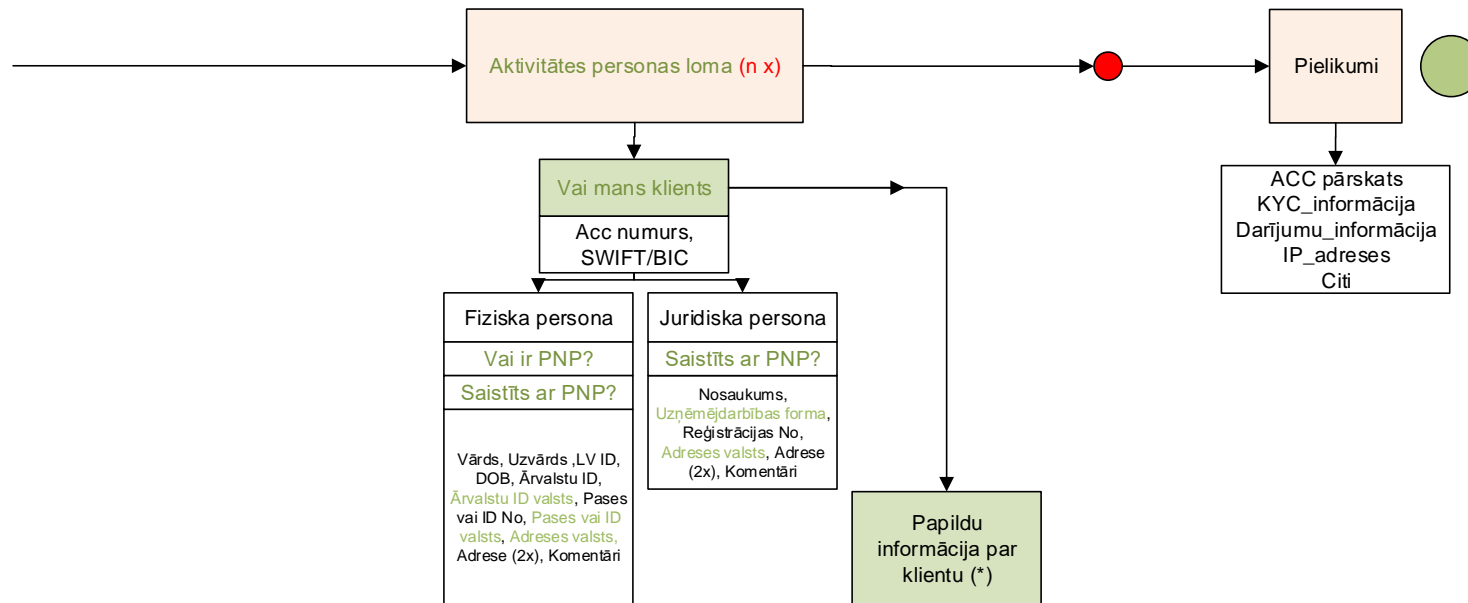 Aktivitātes personas loma (n x)
Pielikumi
Vai mans klients
Acc numurs,
SWIFT/BIC
ACC pārskats
KYC_informācija
Darījumu_informācija
IP_adreses
Citi
Fiziska persona
Vai ir PNP?
Saistīts ar PNP?
Vārds, Uzvārds ,LV ID,
DOB, Ārvalstu ID,
Ārvalstu ID valsts, Pases
vai ID No, Pases vai ID
valsts, Adreses valsts,
Adrese (2x), Komentāri
Juridiska persona
Saistīts ar PNP?
Nosaukums,
Uzņēmējdarbības forma,
Reģistrācijas No,
Adreses valsts, Adrese
(2x), Komentāri
Papildu
informācija par
klientu (*)